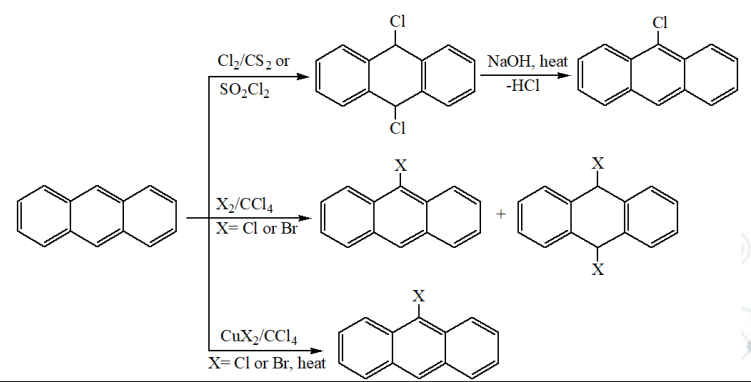 Cl
Cl
Cl₂/CS₂ or
SO₂Cl₂
NaOH, heat
-HCl
Cl
X
X
X₂/CCl₄
X= Cl or Br
+
X
X
CuX₂/CCl₄
X= Cl or Br, heat